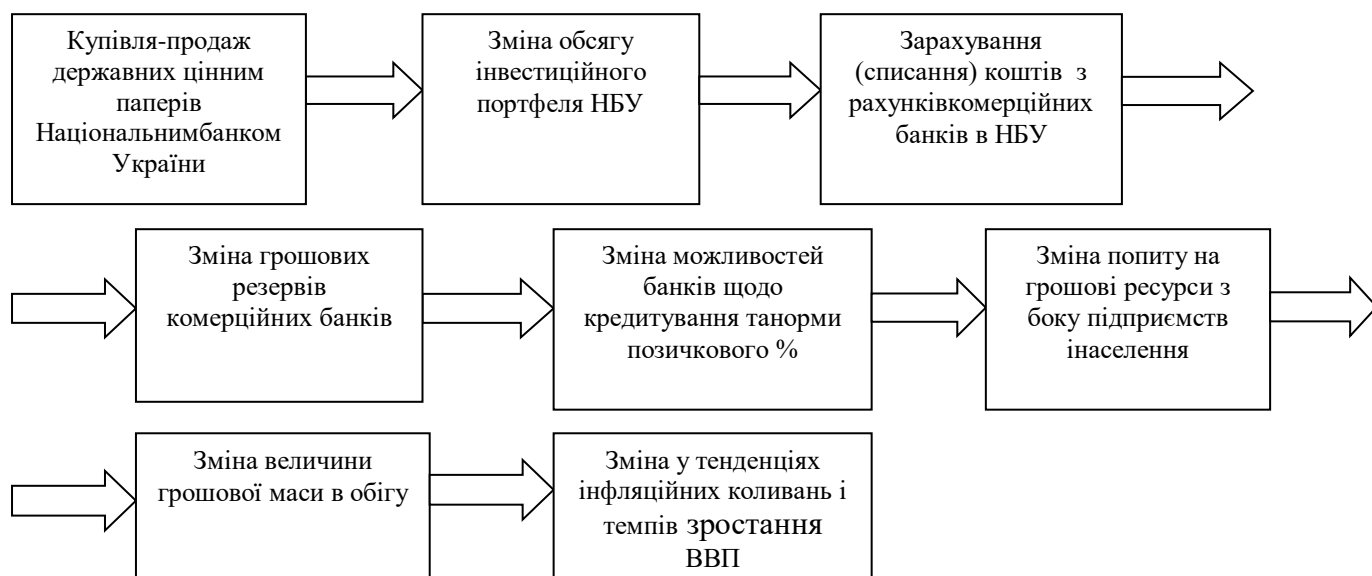 Купівля-продаж
державних цінним
паперів
Національнимбанком
України
Зміна обсягу
інвестиційного
портфеля НБУ
Зарахування
(списання) коштів з
рахунківкомерційних
банків в НБУ
Зміна грошових
резервів
комерційних банків
Зміна можливостей
банків щодо
кредитування танорми
позичкового %
Зміна попиту на
грошові ресурси з
боку підприємств
інаселення
Зміна величини
грошової маси в обігу
Зміна у тенденціях
інфляційних коливань і
темпів зростання
ВВП